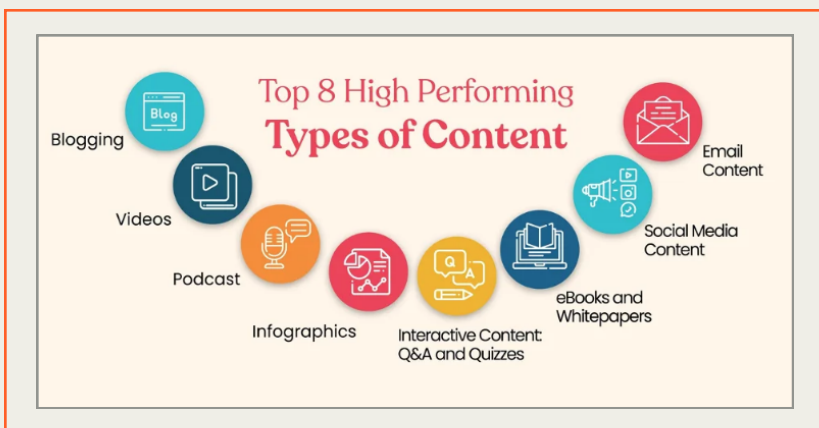 Top 8 High Performing
Types of Content
Blog
Blogging
Videos
Podcast
Infographics
Q
A
Interactive Content:
Q&A and Quizzes
eBooks and
Whitepapers
Social Media
Content
Email
Content